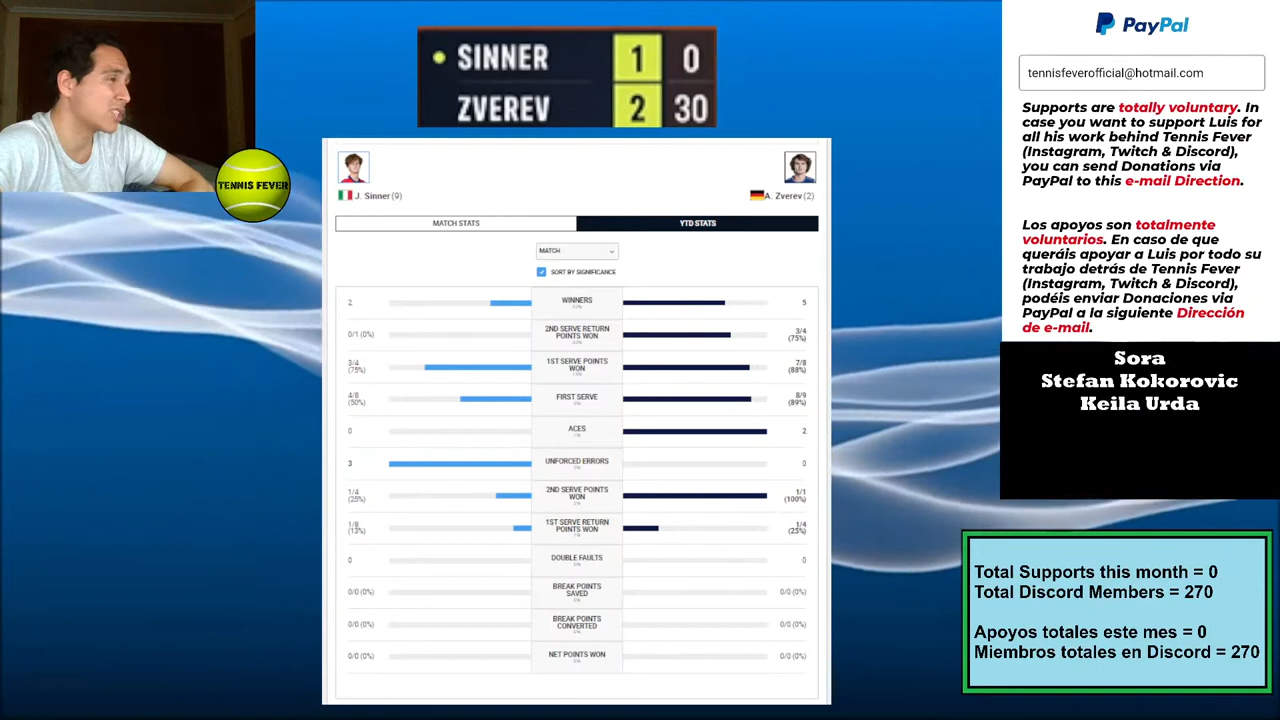 SINNER 1 0
ZVEREV 2 30
TENNIS FEVER
J. Sinner (9)
A. Zverev (2)
MATCH STATS
YTD STATS
MATCH
SORT BY SIGNIFICANCE
2 WINNERS 5
0/1 (0%) 2ND SERVE RETURN POINTS WON 3/4 (75%)
3/4 (75%) 1ST SERVE POINTS WON 7/8 (88%)
4/8 (50%) FIRST SERVE 8/9 (89%)
0 ACES 2
3 UNFORCED ERRORS 0
1/4 (25%) 2ND SERVE POINTS WON 1/1 (100%)
1/8 (13%) 1ST SERVE RETURN POINTS WON 1/4 (25%)
0 DOUBLE FAULTS 0
0/0 (0%) BREAK POINTS SAVED 0/0 (0%)
0/0 (0%) BREAK POINTS CONVERTED 0/0 (0%)
0/0 (0%) NET POINTS WON 0/0 (0%)
PayPal
tennisfeverofficial@hotmail.com
Supports are totally voluntary. In
case you want to support Luis for
all his work behind Tennis Fever
(Instagram, Twitch & Discord),
you can send Donations via
PayPal to this e-mail Direction.
Los apoyos son totalmente
voluntarios. En caso de que
queráis apoyar a Luis por todo su
trabajo detrás de Tennis Fever
(Instagram, Twitch & Discord),
podéis enviar Donaciones via
PayPal a la siguiente Dirección
de e-mail.
Sora
Stefan Kokorovic
Keila Urda
Total Supports this month = 0
Total Discord Members = 270
Apoyos totales este mes = 0
Miembros totales en Discord = 270